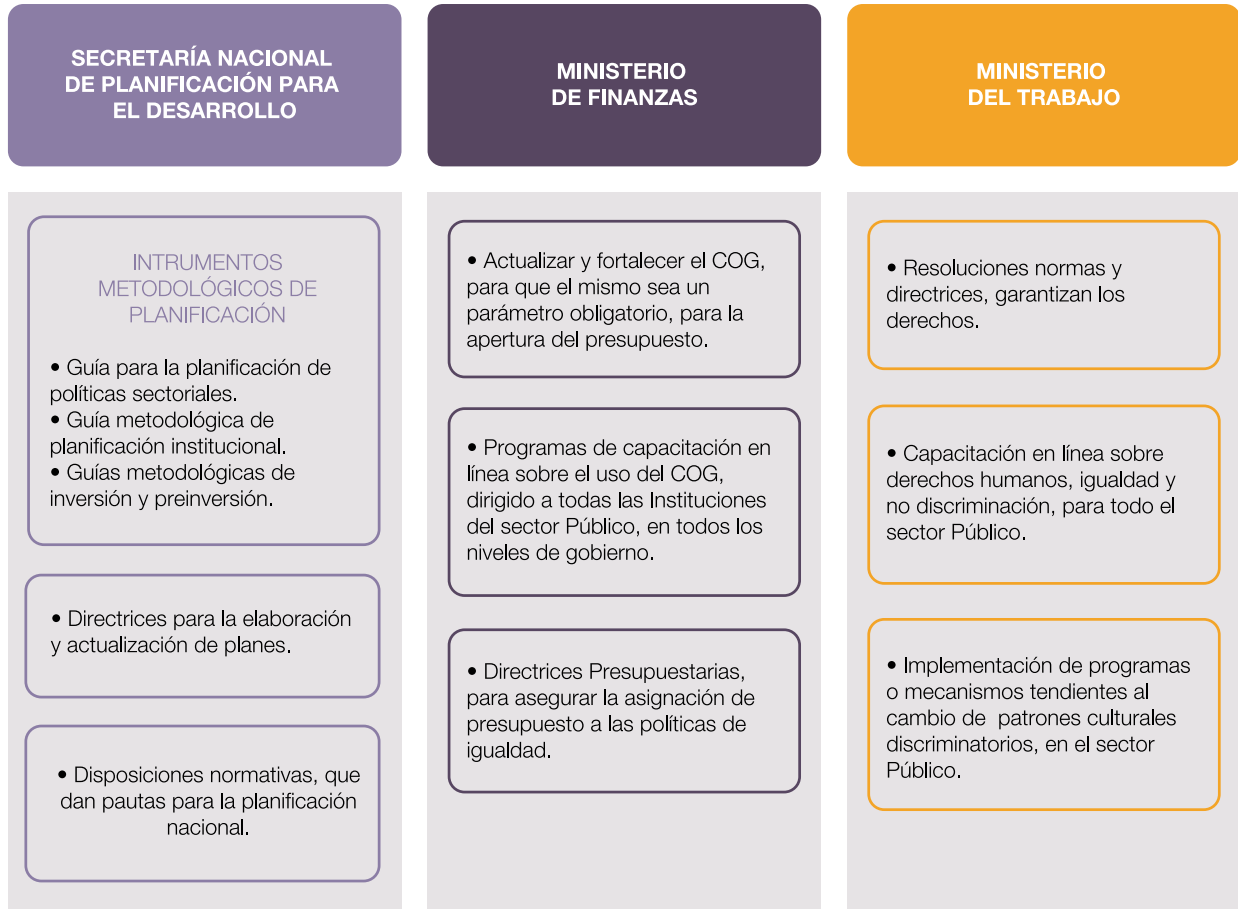 SECRETARÍA NACIONAL
DE PLANIFICACIÓN PARA
EL DESARROLLO
INTRUMENTOS
METODOLÓGICOS DE
PLANIFICACIÓN
• Guía para la planificación de
políticas sectoriales.
• Guía metodológica de
planificación institucional.
• Guías metodológicas de
inversión y preinversión.
• Directrices para la elaboración
y actualización de planes.
• Disposiciones normativas, que
dan pautas para la planificación
nacional.
MINISTERIO
DE FINANZAS
• Actualizar y fortalecer el COG,
para que el mismo sea un
parámetro obligatorio, para la
apertura del presupuesto.
• Programas de capacitación en
línea sobre el uso del COG,
dirigido a todas las Instituciones
del sector Público, en todos los
niveles de gobierno.
• Directrices Presupuestarias,
para asegurar la asignación de
presupuesto a las políticas de
igualdad.
MINISTERIO
DEL TRABAJO
• Resoluciones normas y
directrices, garantizan los
derechos.
• Capacitación en línea sobre
derechos humanos, igualdad y
no discriminación, para todo el
sector Público.
• Implementación de programas
o mecanismos tendientes al
cambio de patrones culturales
discriminatorios, en el sector
Público.